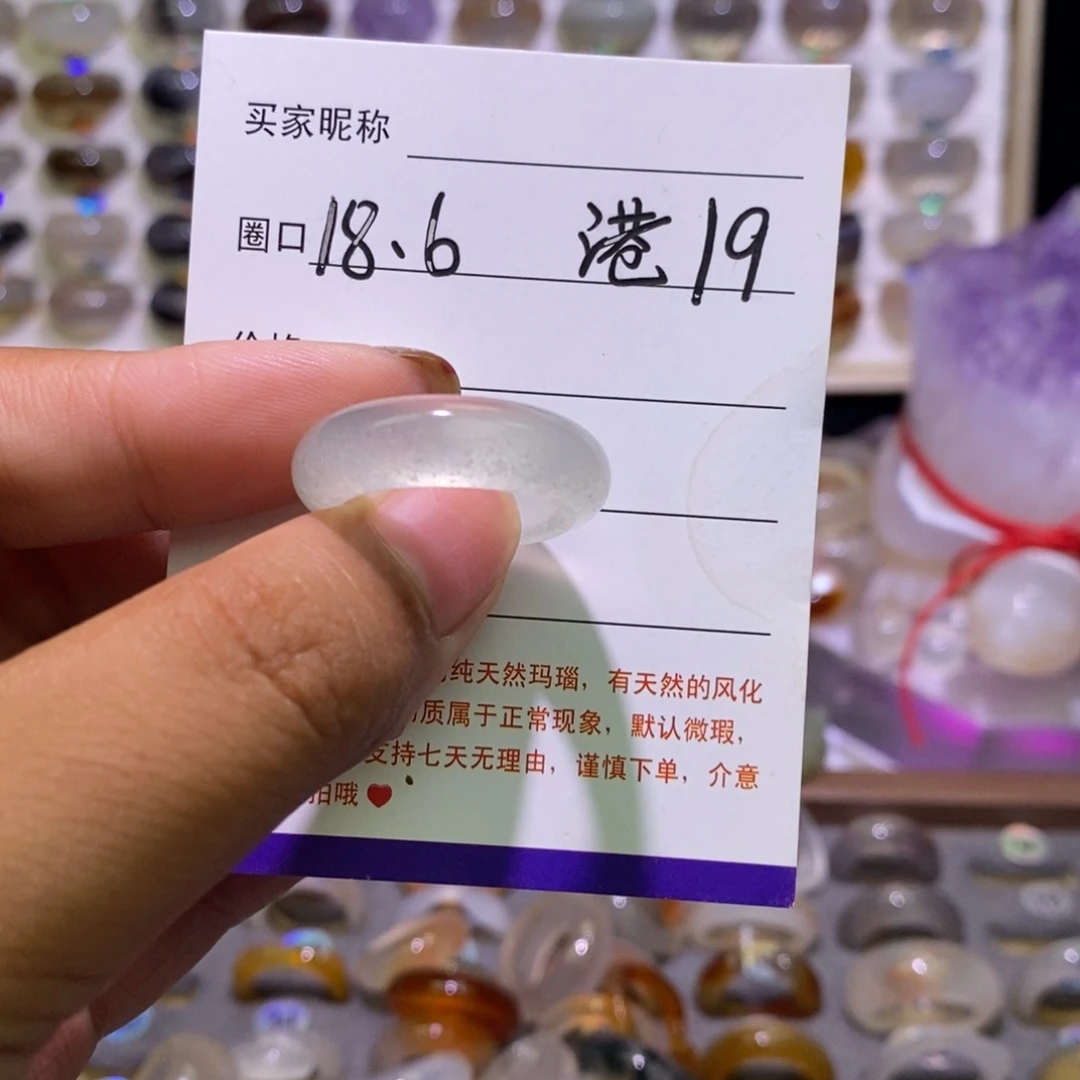 买家昵称
圈口 18.6 港19
纯天然玛瑙，有天然的风化
质属于正常现象，默认微瑕，
支持七天无理由，谨慎下单，介意
拍哦